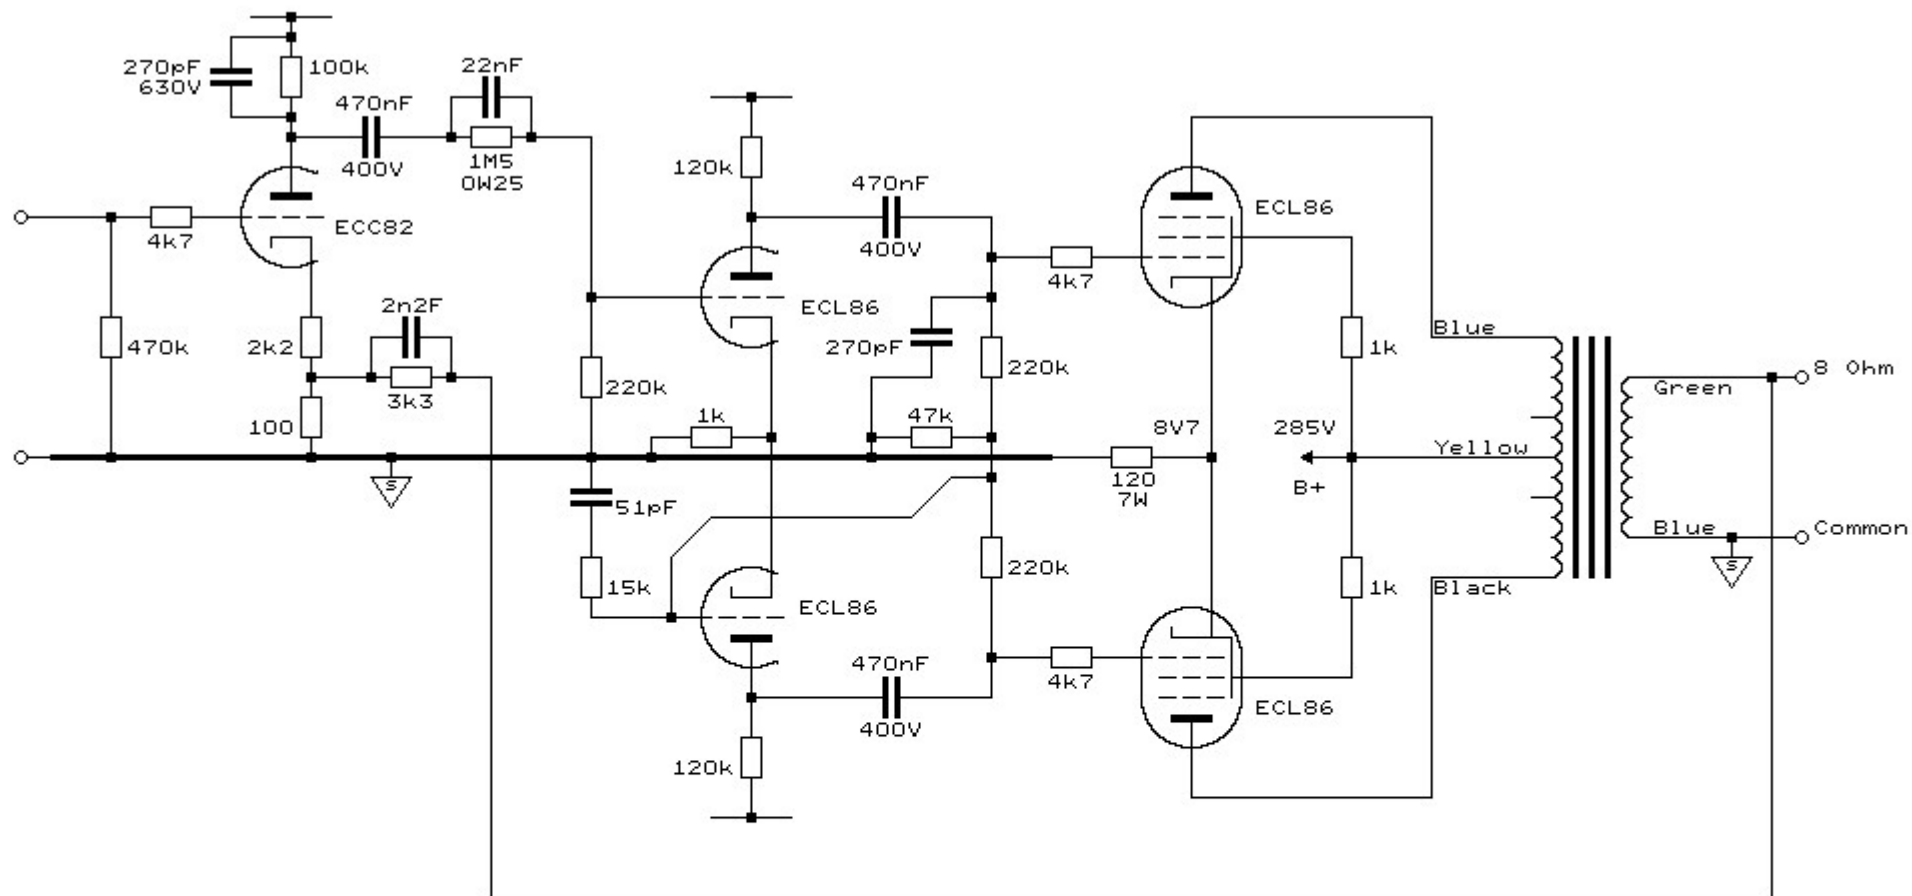 270pF
630V
100k
22nF
470nF
400V
1M5
0W25
120k
470nF
400V
ECL86
4k7
ECC82
4k7
ECL86
470k
2n2F
2k2
3k3
100
220k
270pF
220k
1k
47k
8V7
285V
B+
120
7W
1k
Blue
Yellow
Black
Green
Blue
8 Ohm
Common
S
S
51pF
15k
ECL86
220k
1k
470nF
400V
4k7
ECL86
120k